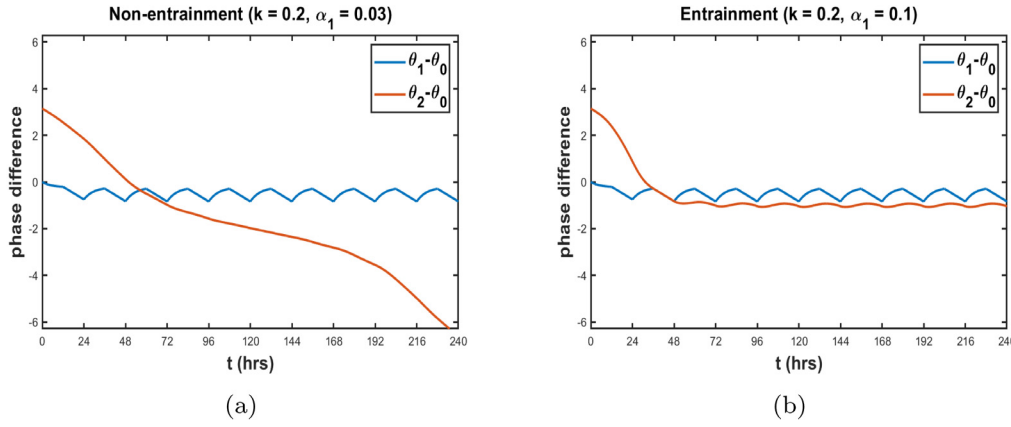 Non-entrainment (k = 0.2, α₁ = 0.03)
6
4
2
0
-2
-4
-6
phase difference
θ₁-θ₀
θ₂-θ₀
0 24 48 72 96 120 144 168 192 216 240
t (hrs)
(a)
Entrainment (k = 0.2, α₁ = 0.1)
6
4
2
0
-2
-4
-6
phase difference
θ₁-θ₀
θ₂-θ₀
0 24 48 72 96 120 144 168 192 216 240
t (hrs)
(b)